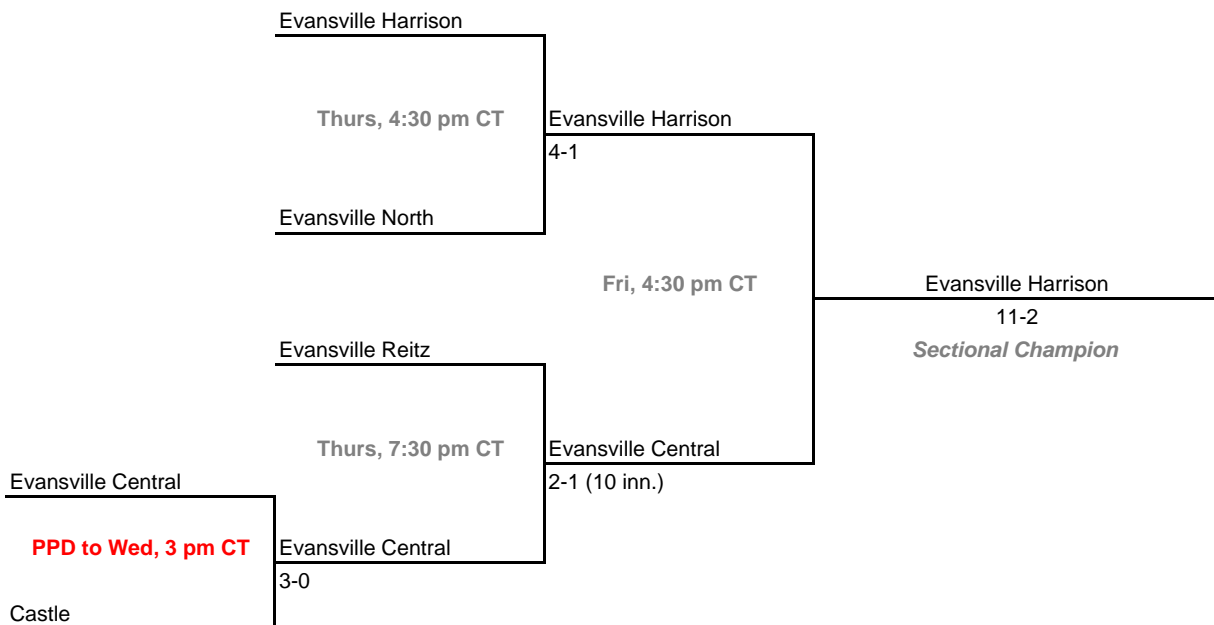 Evansville Harrison
Thurs, 4:30 pm CT
Evansville Harrison
4-1
Evansville North
Fri, 4:30 pm CT
Evansville Harrison
11-2
Sectional Champion
Evansville Reitz
Thurs, 7:30 pm CT
Evansville Central
2-1 (10 inn.)
Evansville Central
PPD to Wed, 3 pm CT
Evansville Central
3-0
Castle